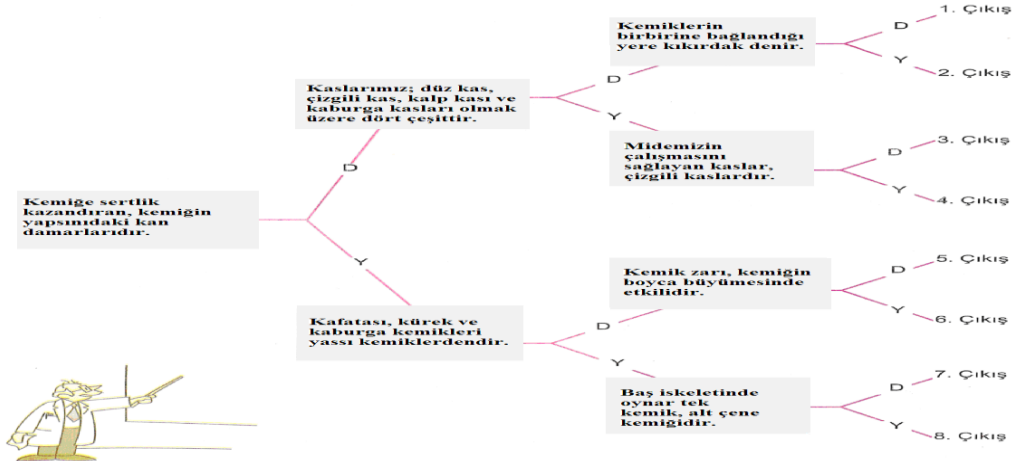 Kemiğe sertlik
kazandıran, kemiğin
yapsınıdaki kan
damarlarıdır.
D
Y
Kaslarımız; düz kas,
çizgili kas, kalp kası ve
kaburga kasları olmak
üzere dört çeşittir.
D
Y
Kafatası, kürek ve
kaburga kemikleri
yassı kemiklerdendir.
D
Y
Kemiklerin
birbirine bağlandığı
yere kıkırdak denir.
D
1. Çıkış
Y
2. Çıkış
Midemizin
çalışmasını
sağlayan kaslar,
çizgili kaslardır.
D
3. Çıkış
Y
4. Çıkış
Kemik zarı, kemiğin
boyca büyümesinde
etkilidir.
D
5. Çıkış
Y
6. Çıkış
Baş iskeletinde
oynar tek
kemik, alt çene
kemiğidir.
D
7. Çıkış
Y
8. Çıkış